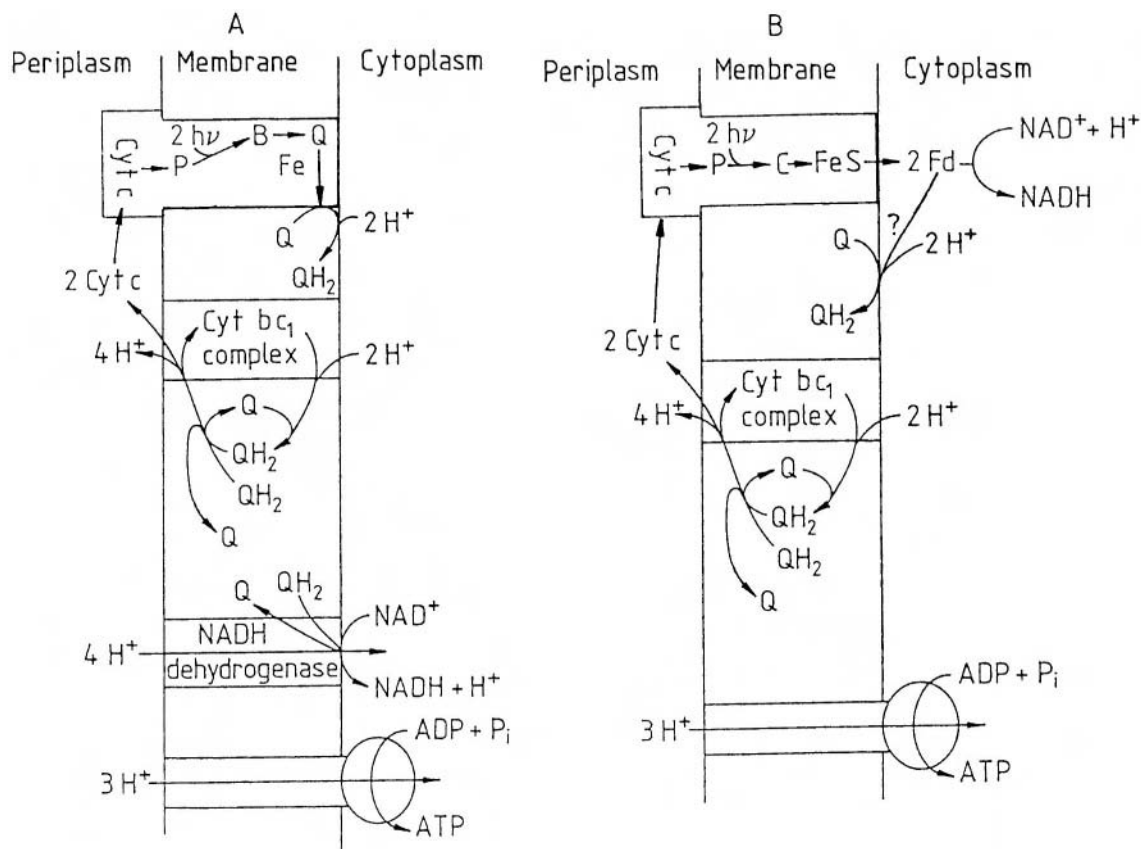 A
Periplasm Membrane Cytoplasm
Cyt c
P
2 hν
B
Q
Fe
Q
2 H⁺
QH₂
2 Cyt c
4 H⁺
Cyt bc₁
complex
2 H⁺
Q
QH₂
QH₂
Q
Q
QH₂
NAD⁺
4 H⁺
NADH
dehydrogenase
NADH + H⁺
ADP + Pᵢ
3 H⁺
ATP
B
Periplasm Membrane Cytoplasm
Cyt c
P
2 hν
C
FeS
2 Fd
NAD⁺ + H⁺
NADH
?
Q
2 H⁺
QH₂
2 Cyt c
4 H⁺
Cyt bc₁
complex
2 H⁺
Q
QH₂
QH₂
Q
ADP + Pᵢ
3 H⁺
ATP